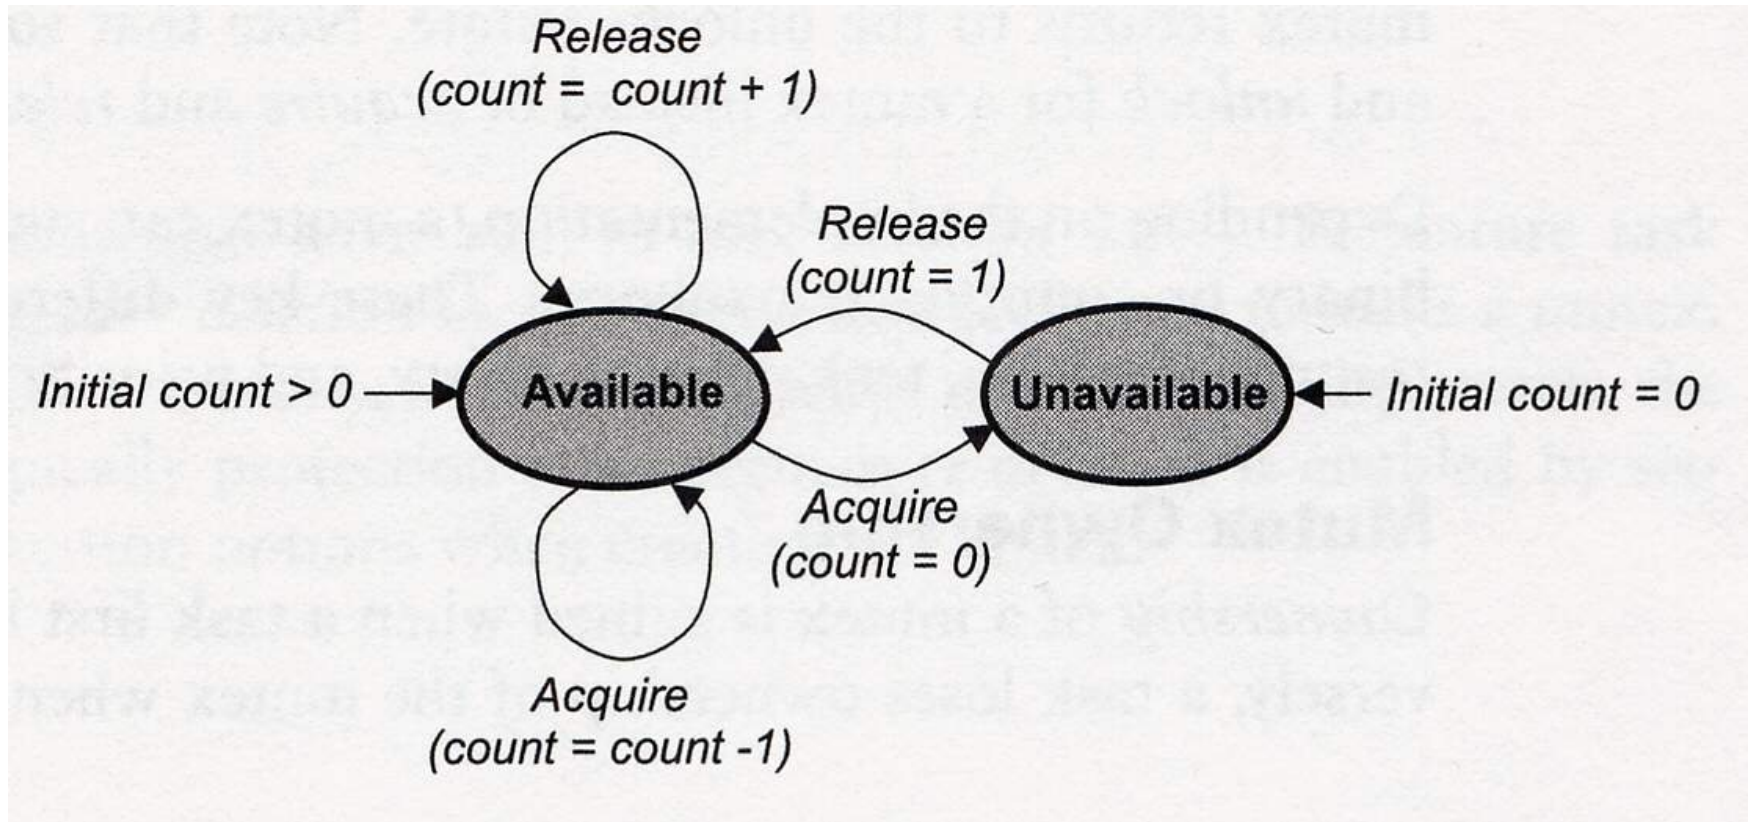 Release
(count = count + 1)
Release
(count = 1)
Initial count > 0
Available
Unavailable
Initial count = 0
Acquire
(count = 0)
Acquire
(count = count -1)